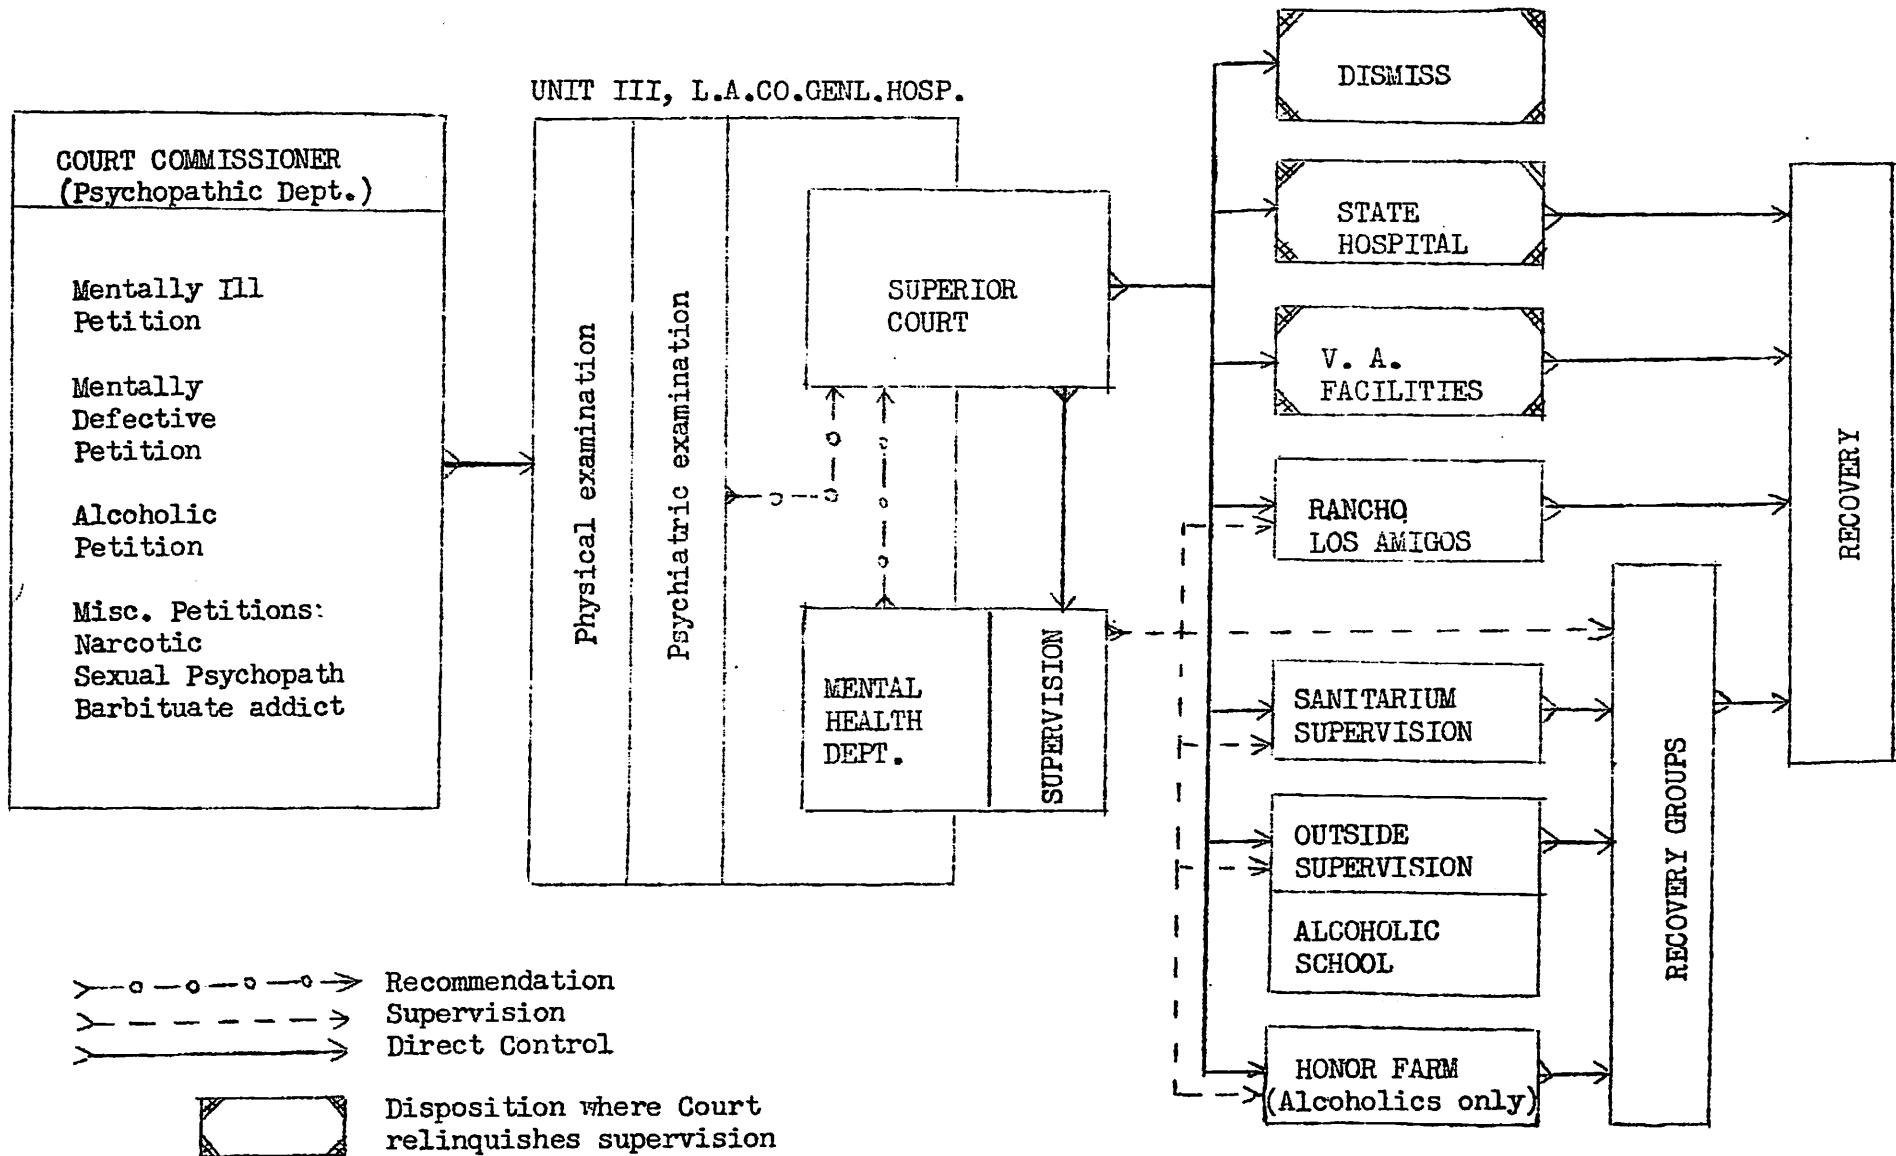 UNIT III, L.A.CO.GENL.HOSP.
COURT COMMISSIONER
(Psychopathic Dept.)
Mentally Ill
Petition
Mentally
Defective
Petition
Alcoholic
Petition
Misc. Petitions:
Narcotic
Sexual Psychopath
Barbituate addict
Physical examination
Psychiatric examination
SUPERIOR
COURT
MENTAL
HEALTH
DEPT.
SUPERVISION
DISMISS
STATE
HOSPITAL
V. A.
FACILITIES
RANCHO
LOS AMIGOS
SANITARIUM
SUPERVISION
OUTSIDE
SUPERVISION
ALCOHOLIC
SCHOOL
HONOR FARM
(Alcoholics only)
RECOVERY GROUPS
RECOVERY
Recommendation
Supervision
Direct Control
Disposition where Court
relinquishes supervision